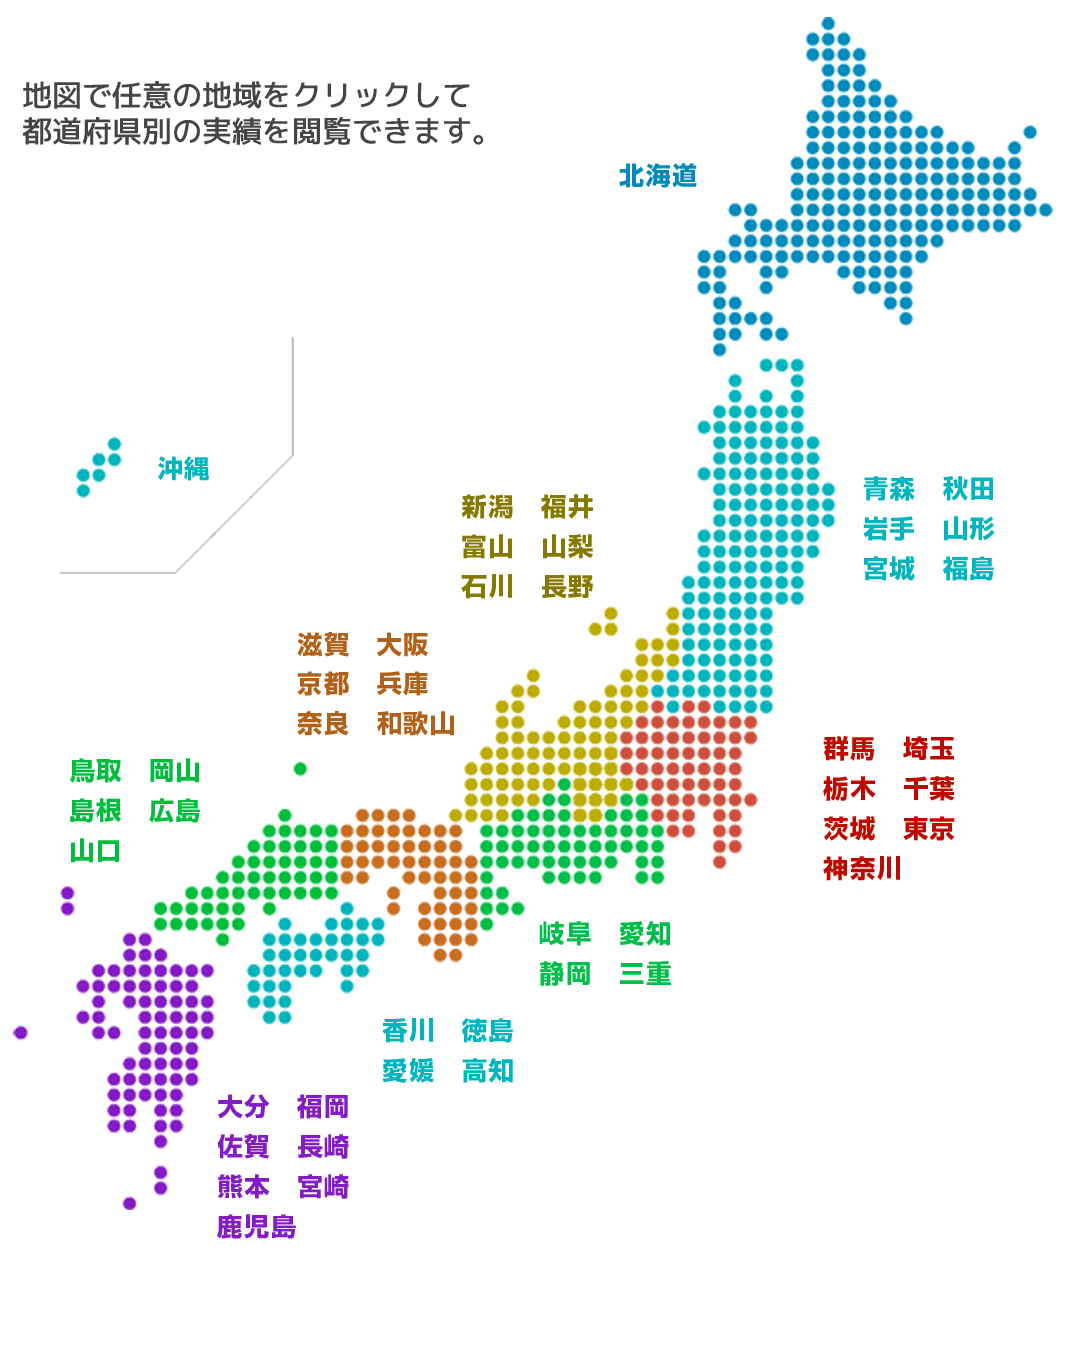 地図で任意の地域をクリックして
都道府県別の実績を閲覧できます。
北海道
沖縄
青森　秋田
岩手　山形
宮城　福島
新潟　福井
富山　山梨
石川　長野
滋賀　大阪
京都　兵庫
奈良　和歌山
群馬　埼玉
栃木　千葉
茨城　東京
神奈川
鳥取　岡山
島根　広島
山口
岐阜　愛知
静岡　三重
香川　徳島
愛媛　高知
大分　福岡
佐賀　長崎
熊本　宮崎
鹿児島